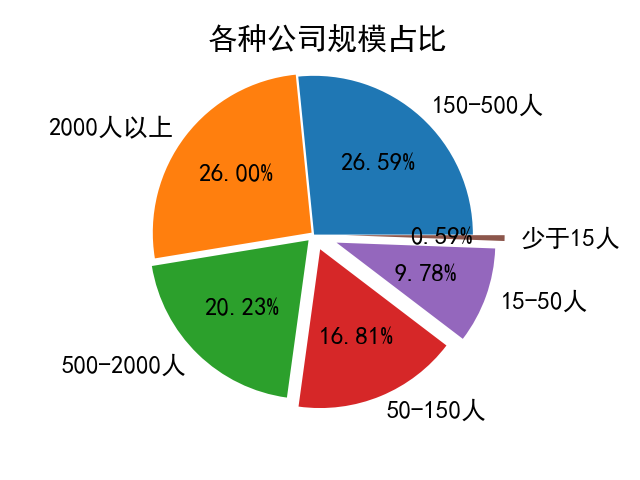 各种公司规模占比
150-500人
2000人以上
26.59%
26.00%
0.59%
少于15人
9.78%
15-50人
20.23%
16.81%
500-2000人
50-150人